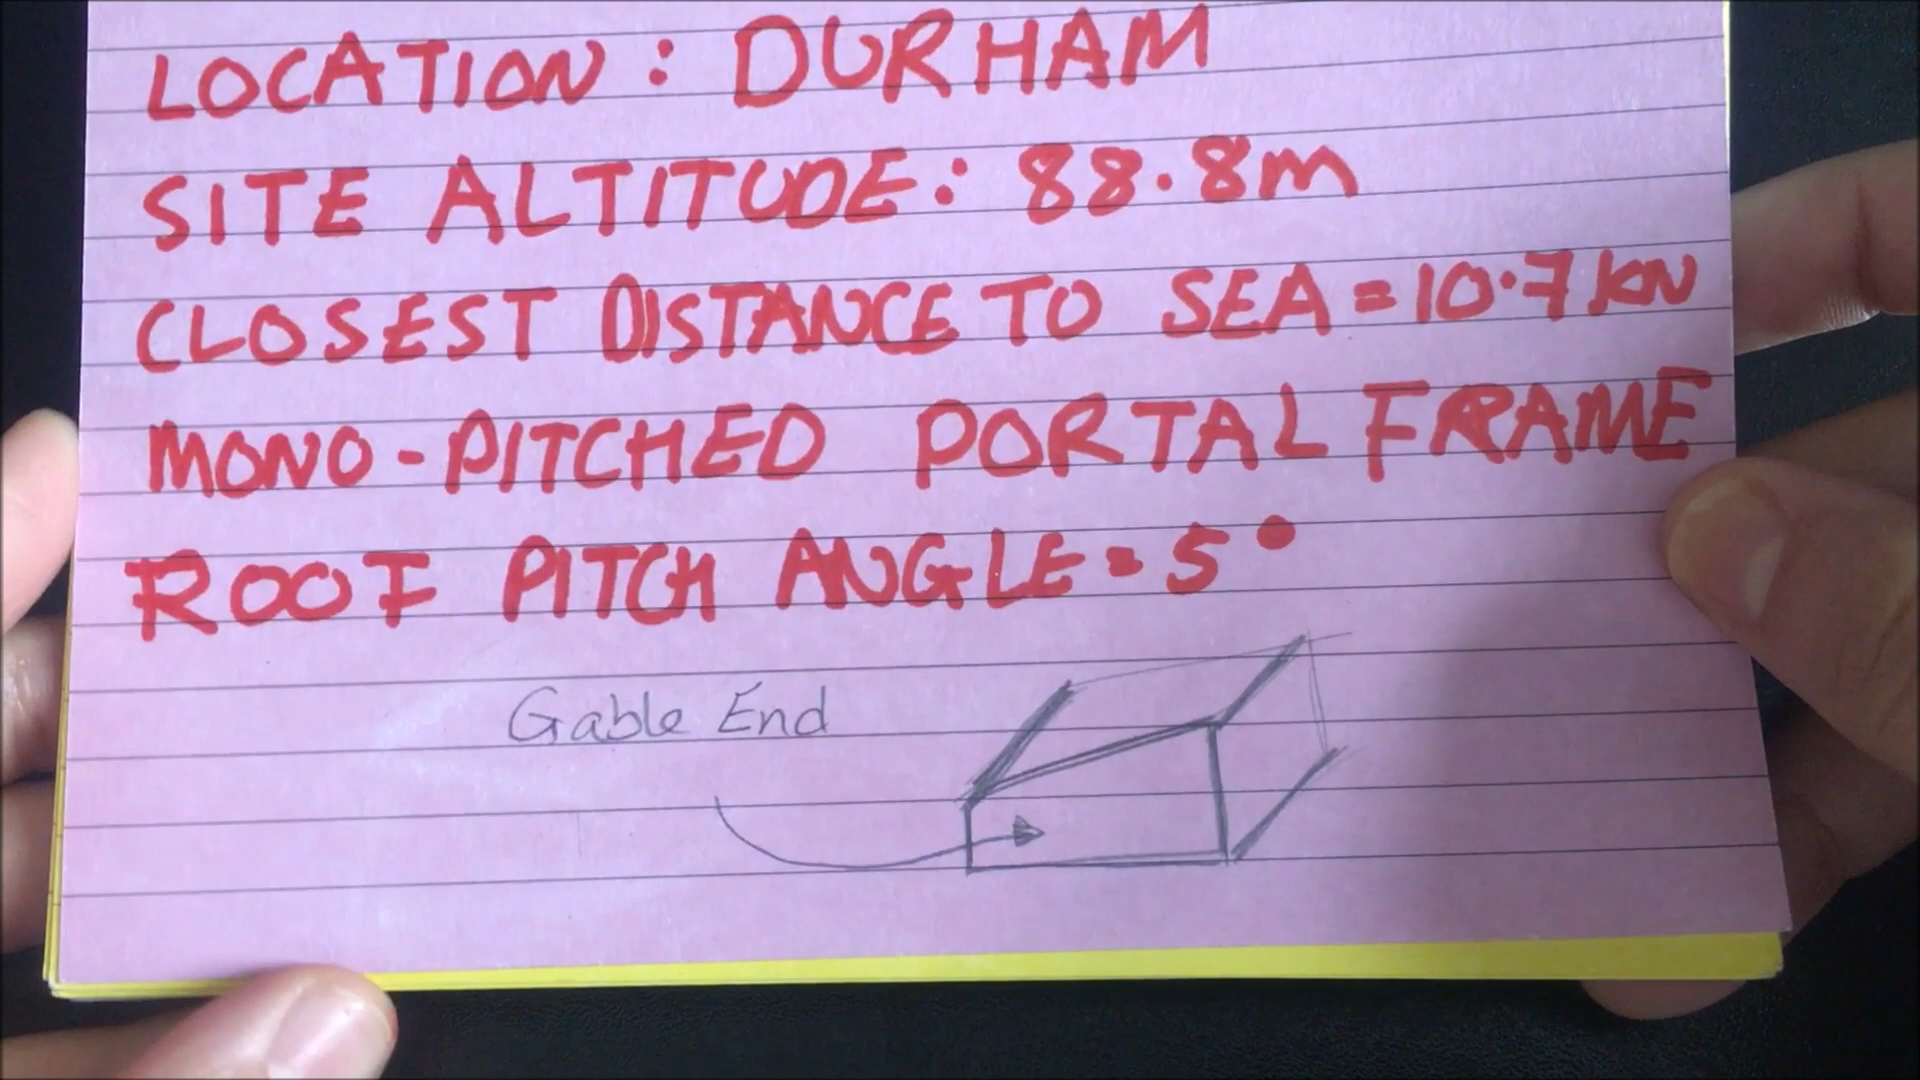 LOCATION : DURHAM
SITE ALTITUDE: 88.8m
CLOSEST DISTANCE TO SEA = 10.7 KN
MONO-PITCHED PORTAL FRAME
ROOF PITCH ANGLE = 5°
Gable End